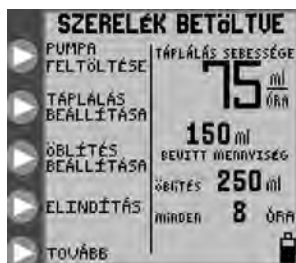 SZERELÉK BETÖLTVE
PUMPA
FELTÖLTÉSE
TÁPLÁLÁS
BEÁLLÍTÁSA
ÖBLÍTÉS
BEÁLLÍTÁSA
ELINDÍTÁS
TOVÁBB
TÁPLÁLÁS SEBESSÉGE
75 ml/ÓRA
150 ml
BEVITT MENNYISÉG
ÖBLÍTÉS 250 ml
MINDEN 8 ÓRA